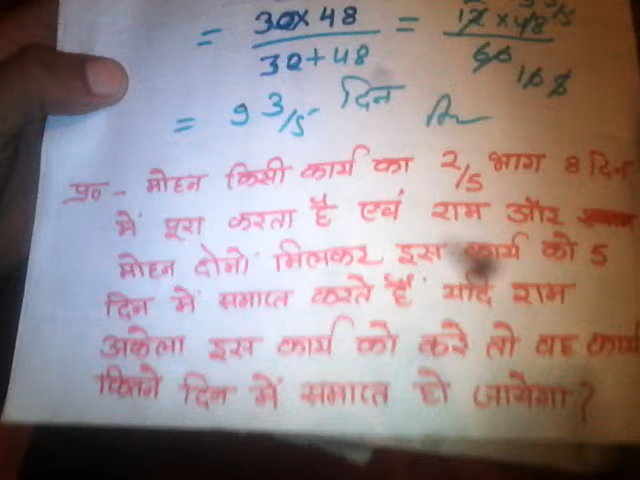 = 30×48 / 30+48 = 12×48 / 60
= 9 3/5 दिन
प्र० - मोहन किसी कार्य का 2/5 भाग 8 दिन
में पूरा करता है एवं राम और
मोहन दोनों मिलकर इस कार्य को 5
दिन में समाप्त करते हैं यदि राम
अकेला इस कार्य को करे तो वह कार्य
कितने दिन में समाप्त हो जायेगा?